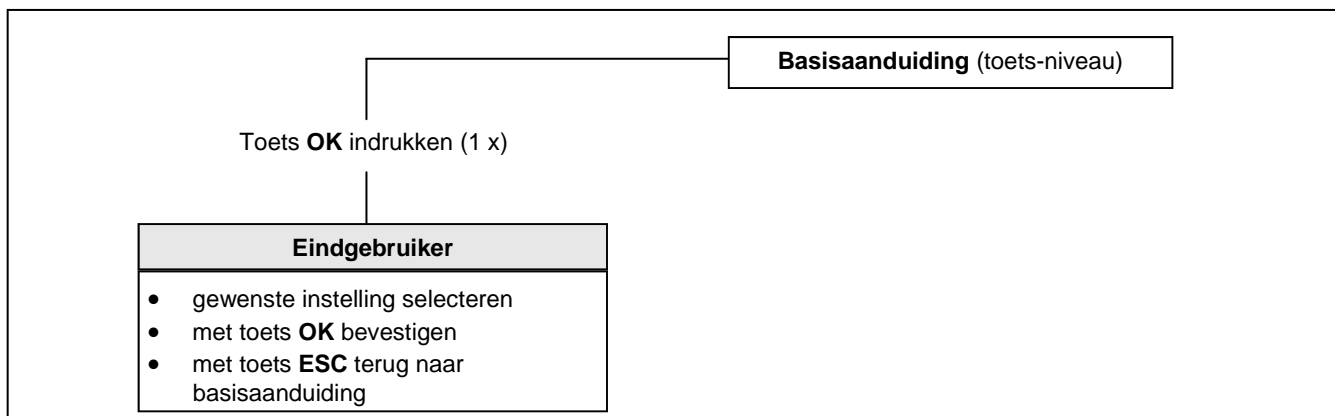 Basisaanduiding (toets-niveau)
Toets OK indrukken (1 x)
Eindgebruiker
• gewenste instelling selecteren
• met toets OK bevestigen
• met toets ESC terug naar
basisaanduiding